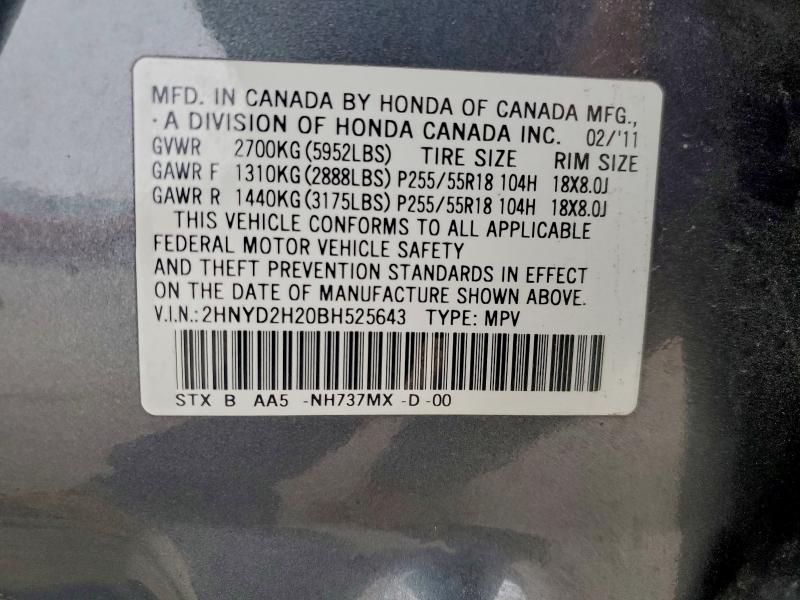 MFD. IN CANADA BY HONDA OF CANADA MFG.,
· A DIVISION OF HONDA CANADA INC. 02/'11
GVWR 2700KG (5952LBS) TIRE SIZE RIM SIZE
GAWR F 1310KG (2888LBS) P255/55R18 104H 18X8.0J
GAWR R 1440KG (3175LBS) P255/55R18 104H 18X8.0J
THIS VEHICLE CONFORMS TO ALL APPLICABLE
FEDERAL MOTOR VEHICLE SAFETY
AND THEFT PREVENTION STANDARDS IN EFFECT
ON THE DATE OF MANUFACTURE SHOWN ABOVE.
V.I.N.: 2HNYD2H20BH525643 TYPE: MPV
STX B AA5 -NH737MX -D -00